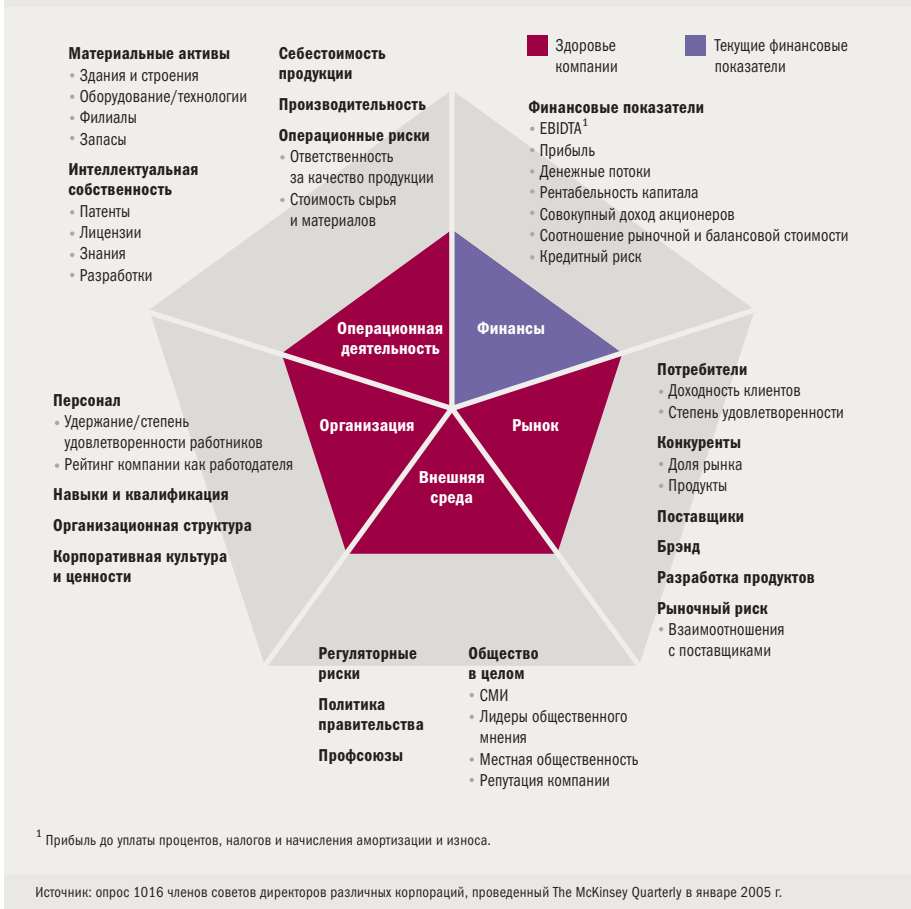 Материальные активы
• Здания и строения
• Оборудование/технологии
• Филиалы
• Запасы
Интеллектуальная
собственность
• Патенты
• Лицензии
• Знания
• Разработки
Себестоимость
продукции
Производительность
Операционные риски
• Ответственность
за качество продукции
• Стоимость сырья
и материалов
Здоровье
компании
Текущие финансовые
показатели
Финансовые показатели
• EBIDTA1
• Прибыль
• Денежные потоки
• Рентабельность капитала
• Совокупный доход акционеров
• Соотношение рыночной и балансовой стоимости
• Кредитный риск
Операционная
деятельность
Финансы
Организация
Рынок
Внешняя
среда
Персонал
• Удержание/степень
удовлетворенности работников
• Рейтинг компании как работодателя
Навыки и квалификация
Организационная структура
Корпоративная культура
и ценности
Потребители
• Доходность клиентов
• Степень удовлетворенности
Конкуренты
• Доля рынка
• Продукты
Поставщики
Брэнд
Разработка продуктов
Рыночный риск
• Взаимоотношения
с поставщиками
Регуляторные
риски
Политика
правительства
Профсоюзы
Общество
в целом
• СМИ
• Лидеры общественного
мнения
• Местная общественность
• Репутация компании
1 Прибыль до уплаты процентов, налогов и начисления амортизации и износа.
Источник: опрос 1016 членов советов директоров различных корпораций, проведенный The McKinsey Quarterly в январе 2005 г.